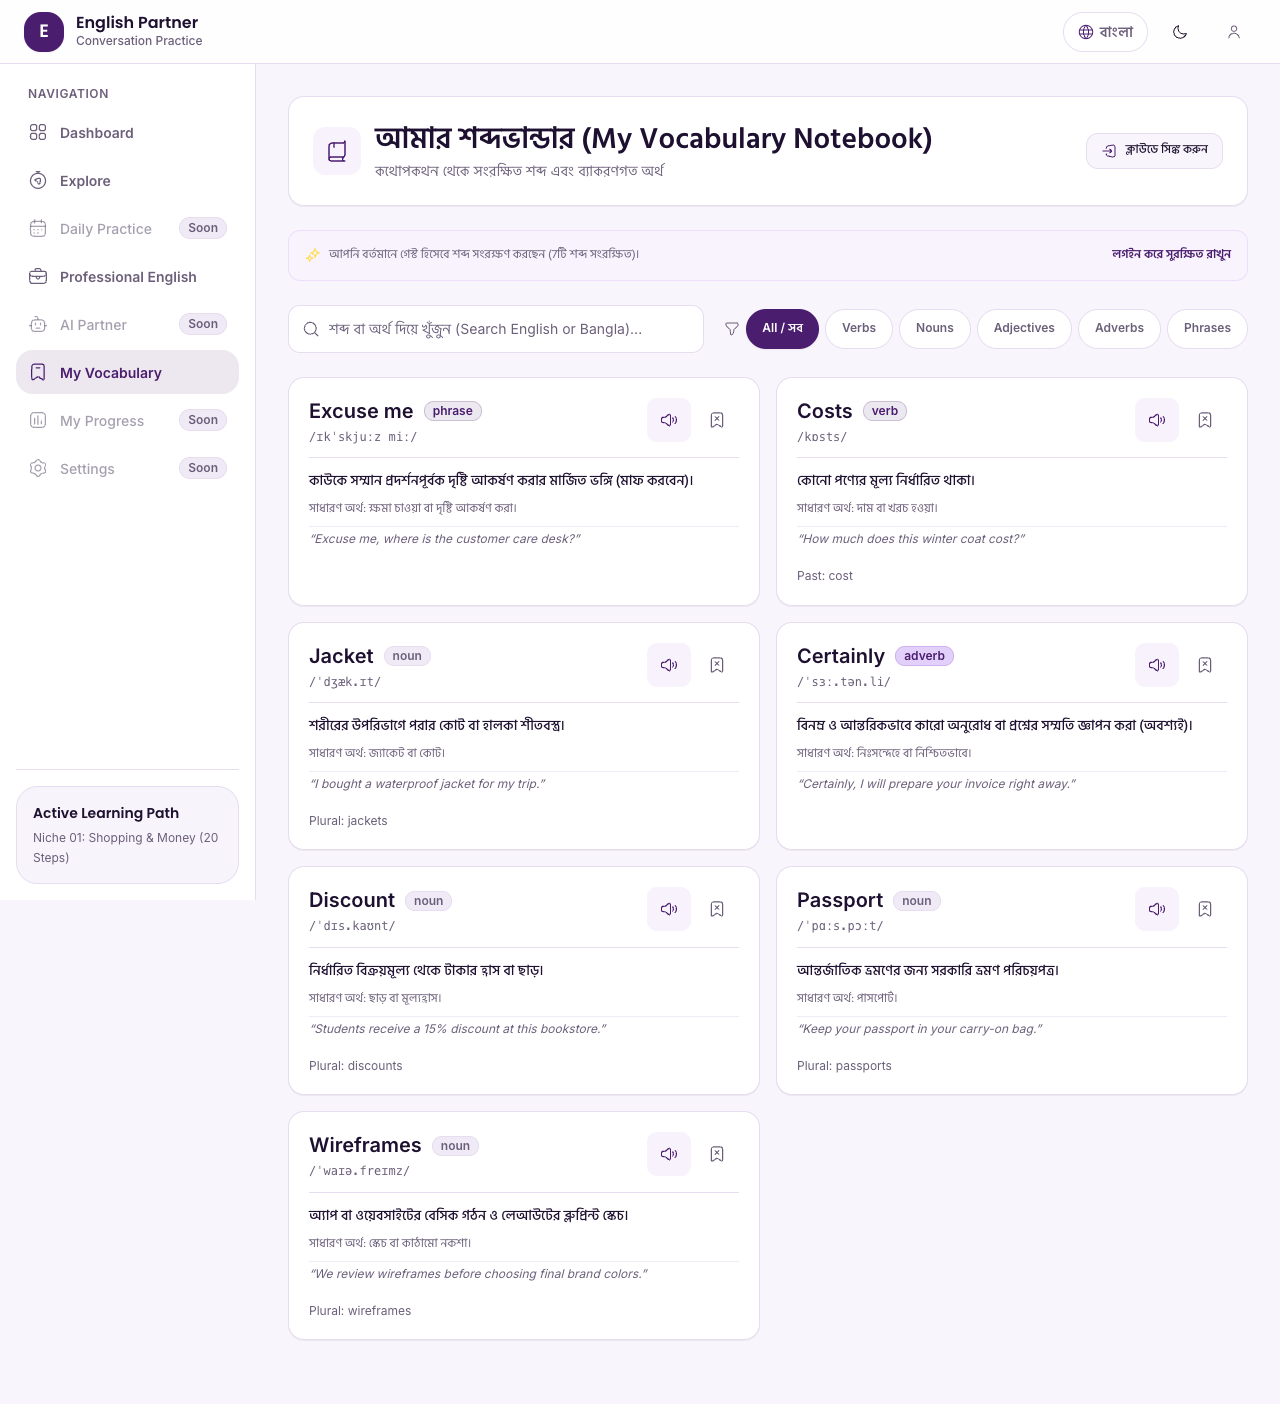 E
English Partner
Conversation Practice
বাংলা
NAVIGATION
Dashboard
Explore
Daily Practice Soon
Professional English
AI Partner Soon
My Vocabulary
My Progress Soon
Settings Soon
Active Learning Path
Niche 01: Shopping & Money (20
Steps)
আমার শব্দভান্ডার (My Vocabulary Notebook)
কথোপকথন থেকে সংরক্ষিত শব্দ এবং ব্যাকরণগত অর্থ
ক্লাউডে সিঙ্ক করুন
আপনি বর্তমানে গেস্ট হিসেবে শব্দ সংরক্ষণ করছেন (7টি শব্দ সংরক্ষিত)।
লগইন করে সুরক্ষিত রাখুন
শব্দ বা অর্থ দিয়ে খুঁজুন (Search English or Bangla)...
All / সব
Verbs
Nouns
Adjectives
Adverbs
Phrases
Excuse me phrase
/ɪkˈskjuːz miː/
কাউকে সম্মান প্রদর্শনপূর্বক দৃষ্টি আকর্ষণ করার মার্জিত ভঙ্গি (মাফ করবেন)।
সাধারণ অর্থ: ক্ষমা চাওয়া বা দৃষ্টি আকর্ষণ করা।
“Excuse me, where is the customer care desk?”
Costs verb
/kɒsts/
কোনো পণ্যের মূল্য নির্ধারিত থাকা।
সাধারণ অর্থ: দাম বা খরচ হওয়া।
“How much does this winter coat cost?”
Past: cost
Jacket noun
/ˈdʒæk.ɪt/
শরীরের উপরিভাগে পরার কোট বা হালকা শীতবস্ত্র।
সাধারণ অর্থ: জ্যাকেট বা কোট।
“I bought a waterproof jacket for my trip.”
Plural: jackets
Certainly adverb
/ˈsɜː.tən.li/
বিনম্র ও আন্তরিকভাবে কারো অনুরোধ বা প্রশ্নের সম্মতি জ্ঞাপন করা (অবশ্যই)।
সাধারণ অর্থ: নিঃসন্দেহে বা নিশ্চিতভাবে।
“Certainly, I will prepare your invoice right away.”
Discount noun
/ˈdɪs.kaʊnt/
নির্ধারিত বিক্রয়মূল্য থেকে টাকার হ্রাস বা ছাড়।
সাধারণ অর্থ: ছাড় বা মূল্যহ্রাস।
“Students receive a 15% discount at this bookstore.”
Plural: discounts
Passport noun
/ˈpɑːs.pɔːt/
আন্তর্জাতিক ভ্রমণের জন্য সরকারি ভ্রমণ পরিচয়পত্র।
সাধারণ অর্থ: পাসপোর্ট।
“Keep your passport in your carry-on bag.”
Plural: passports
Wireframes noun
/ˈwaɪə.freɪmz/
অ্যাপ বা ওয়েবসাইটের বেসিক গঠন ও লেআউটের ব্লুপ্রিন্ট স্কেচ।
সাধারণ অর্থ: স্কেচ বা কাঠামো নকশা।
“We review wireframes before choosing final brand colors.”
Plural: wireframes